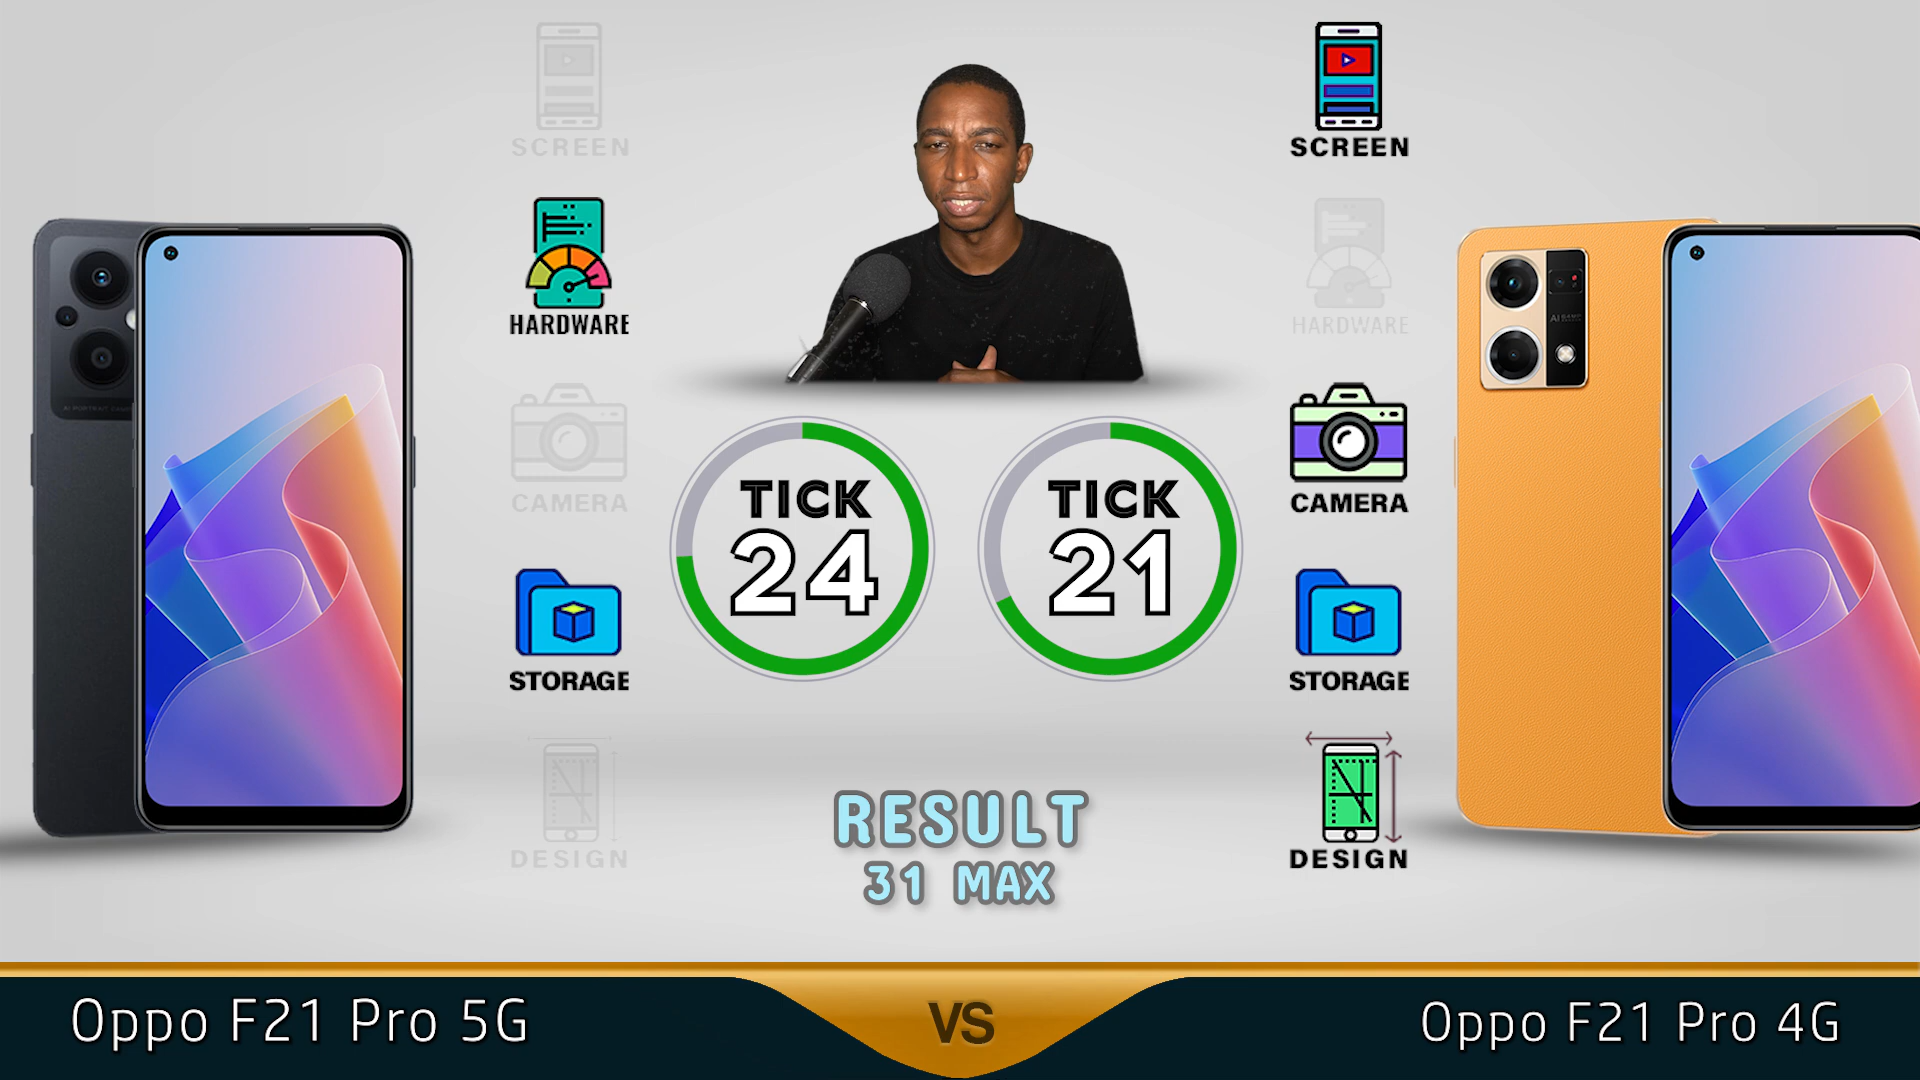 SCREEN
HARDWARE
CAMERA
STORAGE
DESIGN
TICK
24
TICK
21
RESULT
31 MAX
SCREEN
HARDWARE
CAMERA
STORAGE
DESIGN
Oppo F21 Pro 5G
VS
Oppo F21 Pro 4G